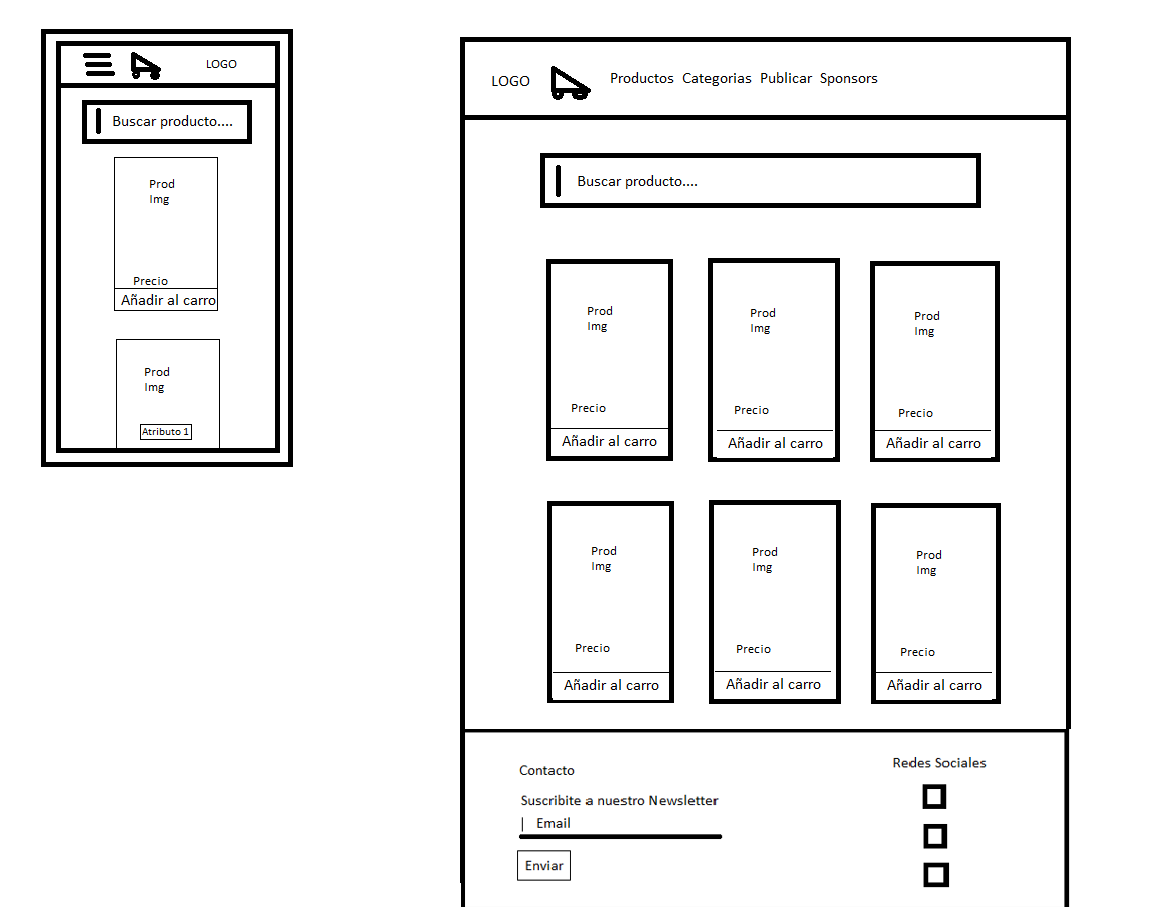 LOGO
Buscar producto....
Prod
Img
Precio
Añadir al carro
Prod
Img
Atributo 1
LOGO
Productos Categorias Publicar Sponsors
Buscar producto....
Prod
Img
Precio
Añadir al carro
Prod
Img
Precio
Añadir al carro
Prod
Img
Precio
Añadir al carro
Prod
Img
Precio
Añadir al carro
Prod
Img
Precio
Añadir al carro
Prod
Img
Precio
Añadir al carro
Contacto
Suscribite a nuestro Newsletter
Email
Enviar
Redes Sociales